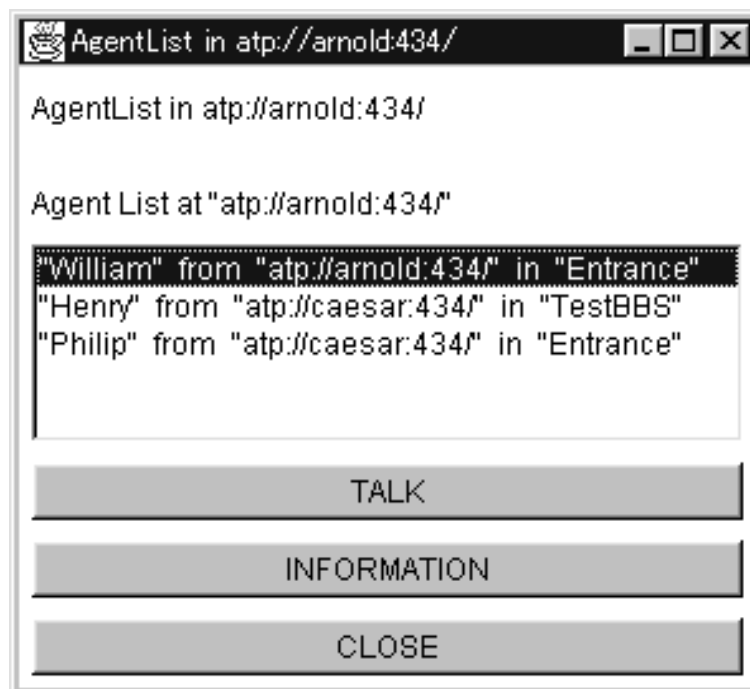 AgentList in atp://arnold:434/
AgentList in atp://arnold:434/
Agent List at "atp://arnold:434/"
"William" from "atp://arnold:434/" in "Entrance"
"Henry" from "atp://caesar:434/" in "TestBBS"
"Philip" from "atp://caesar:434/" in "Entrance"
TALK
INFORMATION
CLOSE